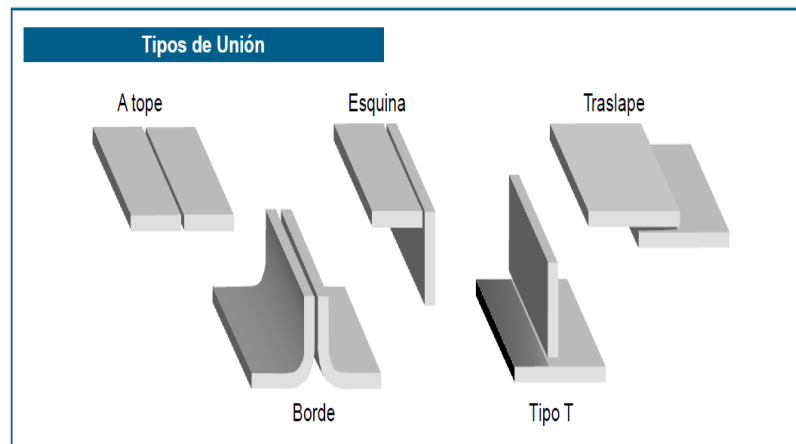 Tipos de Unión
A tope
Esquina
Traslape
Borde
Tipo T